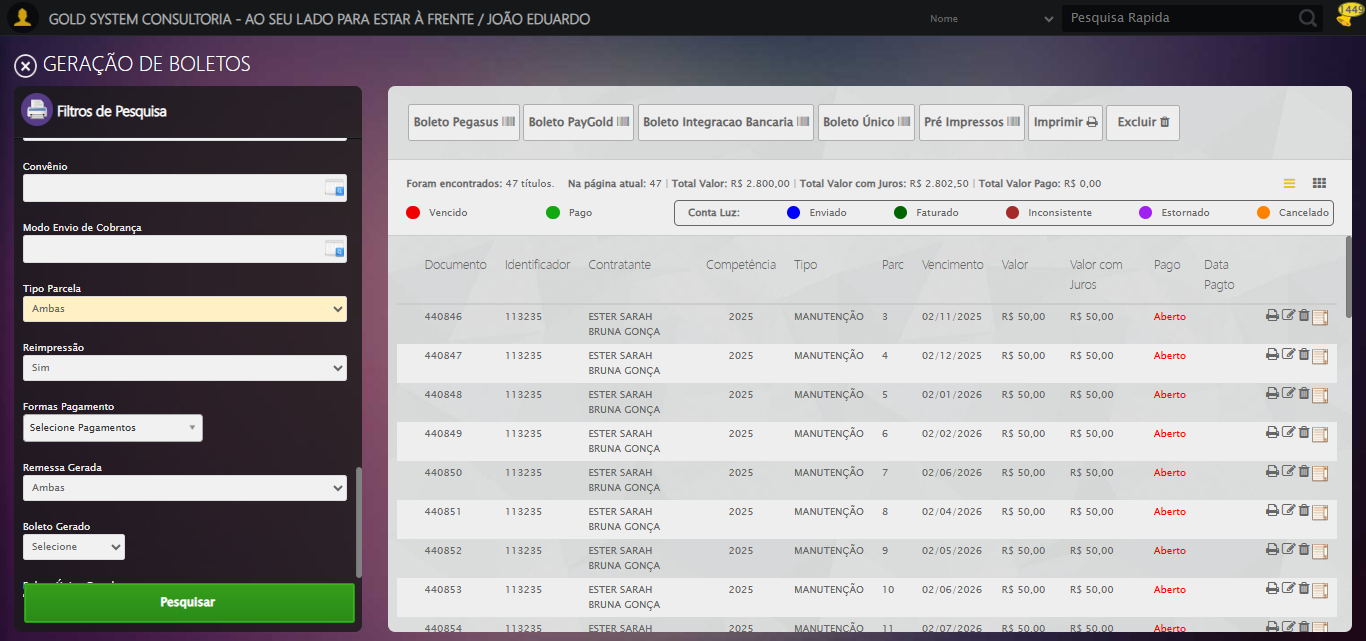 GOLD SYSTEM CONSULTORIA - AO SEU LADO PARA ESTAR À FRENTE / JOÃO EDUARDO
Nome
Pesquisa Rapida
1449
GERAÇÃO DE BOLETOS
Filtros de Pesquisa
Convênio
Modo Envio de Cobrança
Tipo Parcela
Ambas
Reimpressão
Sim
Formas Pagamento
Selecione Pagamentos
Remessa Gerada
Ambas
Boleto Gerado
Selecione
Pesquisar
Boleto Pegasus
Boleto PayGold
Boleto Integracao Bancaria
Boleto Único
Pré Impressos
Imprimir
Excluir
Foram encontrados: 47 títulos. Na página atual: 47 | Total Valor: R$ 2.800,00 | Total Valor com Juros: R$ 2.802,50 | Total Valor Pago: R$ 0,00
Vencido Pago Conta Luz: Enviado Faturado Inconsistente Estornado Cancelado
Documento Identificador Contratante Competência Tipo Parc Vencimento Valor Valor com Juros Pago Data Pagto
440846 113235 ESTER SARAH BRUNA GONÇA 2025 MANUTENÇÃO 3 02/11/2025 R$ 50,00 R$ 50,00 Aberto
440847 113235 ESTER SARAH BRUNA GONÇA 2025 MANUTENÇÃO 4 02/12/2025 R$ 50,00 R$ 50,00 Aberto
440848 113235 ESTER SARAH BRUNA GONÇA 2025 MANUTENÇÃO 5 02/01/2026 R$ 50,00 R$ 50,00 Aberto
440849 113235 ESTER SARAH BRUNA GONÇA 2025 MANUTENÇÃO 6 02/02/2026 R$ 50,00 R$ 50,00 Aberto
440850 113235 ESTER SARAH BRUNA GONÇA 2025 MANUTENÇÃO 7 02/06/2026 R$ 50,00 R$ 50,00 Aberto
440851 113235 ESTER SARAH BRUNA GONÇA 2025 MANUTENÇÃO 8 02/04/2026 R$ 50,00 R$ 50,00 Aberto
440852 113235 ESTER SARAH BRUNA GONÇA 2025 MANUTENÇÃO 9 02/05/2026 R$ 50,00 R$ 50,00 Aberto
440853 113235 ESTER SARAH BRUNA GONÇA 2025 MANUTENÇÃO 10 02/06/2026 R$ 50,00 R$ 50,00 Aberto
440854 113235 ESTER SARAH 2025 MANUTENÇÃO 11 02/07/2026 R$ 50,00 R$ 50,00 Aberto